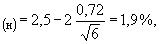 (н) = 2,5 − 2 0,72/√6 = 1,9%,